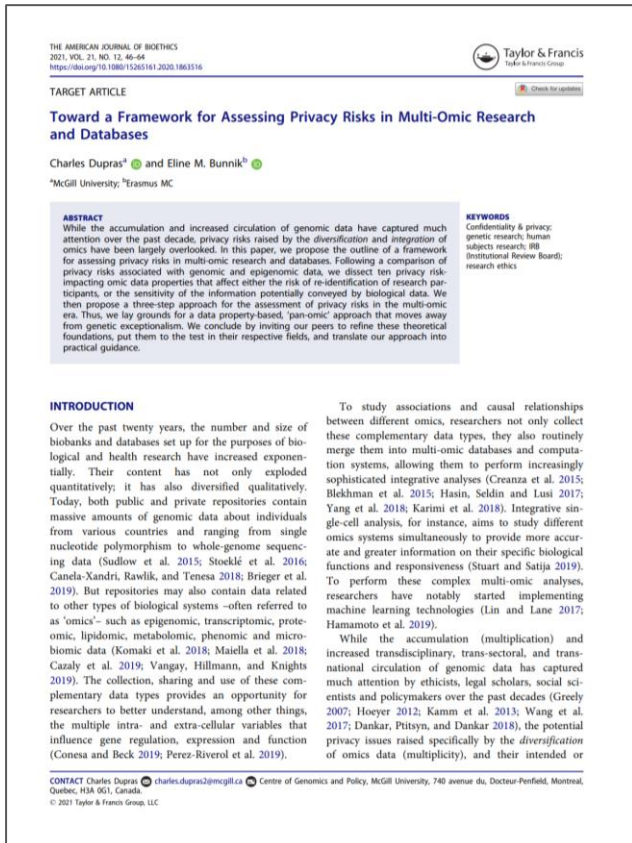 THE AMERICAN JOURNAL OF BIOETHICS
2021, VOL. 21, NO. 12, 46–64
https://doi.org/10.1080/15265161.2020.1863516
Taylor & Francis
Taylor & Francis Group
TARGET ARTICLE
Check for updates
Toward a Framework for Assessing Privacy Risks in Multi-Omic Research
and Databases
Charles Dupras a and Eline M. Bunnik b
aMcGill University; bErasmus MC
ABSTRACT
While the accumulation and increased circulation of genomic data have captured much
attention over the past decade, privacy risks raised by the diversification and integration of
omics have been largely overlooked. In this paper, we propose the outline of a framework
for assessing privacy risks in multi-omic research and databases. Following a comparison of
privacy risks associated with genomic and epigenomic data, we dissect ten privacy risk-
impacting omic data properties that affect either the risk of re-identification of research par-
ticipants, or the sensitivity of the information potentially conveyed by biological data. We
then propose a three-step approach for the assessment of privacy risks in the multi-omic
era. Thus, we lay grounds for a data property-based, 'pan-omic' approach that moves away
from genetic exceptionalism. We conclude by inviting our peers to refine these theoretical
foundations, put them to the test in their respective fields, and translate our approach into
practical guidance.
KEYWORDS
Confidentiality & privacy;
genetic research; human
subjects research; IRB
(Institutional Review Board);
research ethics
INTRODUCTION
Over the past twenty years, the number and size of
biobanks and databases set up for the purposes of bio-
logical and health research have increased exponen-
tially. Their content has not only exploded
quantitatively; it has also diversified qualitatively.
Today, both public and private repositories contain
massive amounts of genomic data about individuals
from various countries and ranging from single
nucleotide polymorphism to whole-genome sequenc-
ing data (Sudlow et al. 2015; Stoeklé et al. 2016;
Canela-Xandri, Rawlik, and Tenesa 2018; Brieger et al.
2019). But repositories may also contain data related
to other types of biological systems –often referred to
as 'omics'– such as epigenomic, transcriptomic, prote-
omic, lipidomic, metabolomic, phenomic and micro-
biomic data (Komaki et al. 2018; Maiella et al. 2018;
Cazaly et al. 2019; Vangay, Hillmann, and Knights
2019). The collection, sharing and use of these com-
plementary data types provides an opportunity for
researchers to better understand, among other things,
the multiple intra- and extra-cellular variables that
influence gene regulation, expression and function
(Conesa and Beck 2019; Perez-Riverol et al. 2019).
To study associations and causal relationships
between different omics, researchers not only collect
these complementary data types, they also routinely
merge them into multi-omic databases and computa-
tion systems, allowing them to perform increasingly
sophisticated integrative analyses (Creanza et al. 2015;
Blekhman et al. 2015; Hasin, Seldin and Lusi 2017;
Yang et al. 2018; Karimi et al. 2018). Integrative sin-
gle-cell analysis, for instance, aims to study different
omics systems simultaneously to provide more accur-
ate and greater information on their specific biological
functions and responsiveness (Stuart and Satija 2019).
To perform these complex multi-omic analyses,
researchers have notably started implementing
machine learning technologies (Lin and Lane 2017;
Hamamoto et al. 2019).
While the accumulation (multiplication) and
increased transdisciplinary, trans-sectoral, and trans-
national circulation of genomic data has captured
much attention by ethicists, legal scholars, social sci-
entists and policymakers over the past decades (Greely
2007; Hoeyer 2012; Kamm et al. 2013; Wang et al.
2017; Dankar, Ptitsyn, and Dankar 2018), the potential
privacy issues raised specifically by the diversification
of omics data (multiplicity), and their intended or
CONTACT Charles Dupras charles.dupras2@mcgill.ca Centre of Genomics and Policy, McGill University, 740 avenue du, Docteur-Penfield, Montreal,
Quebec, H3A 0G1, Canada.
© 2021 Taylor & Francis Group, LLC